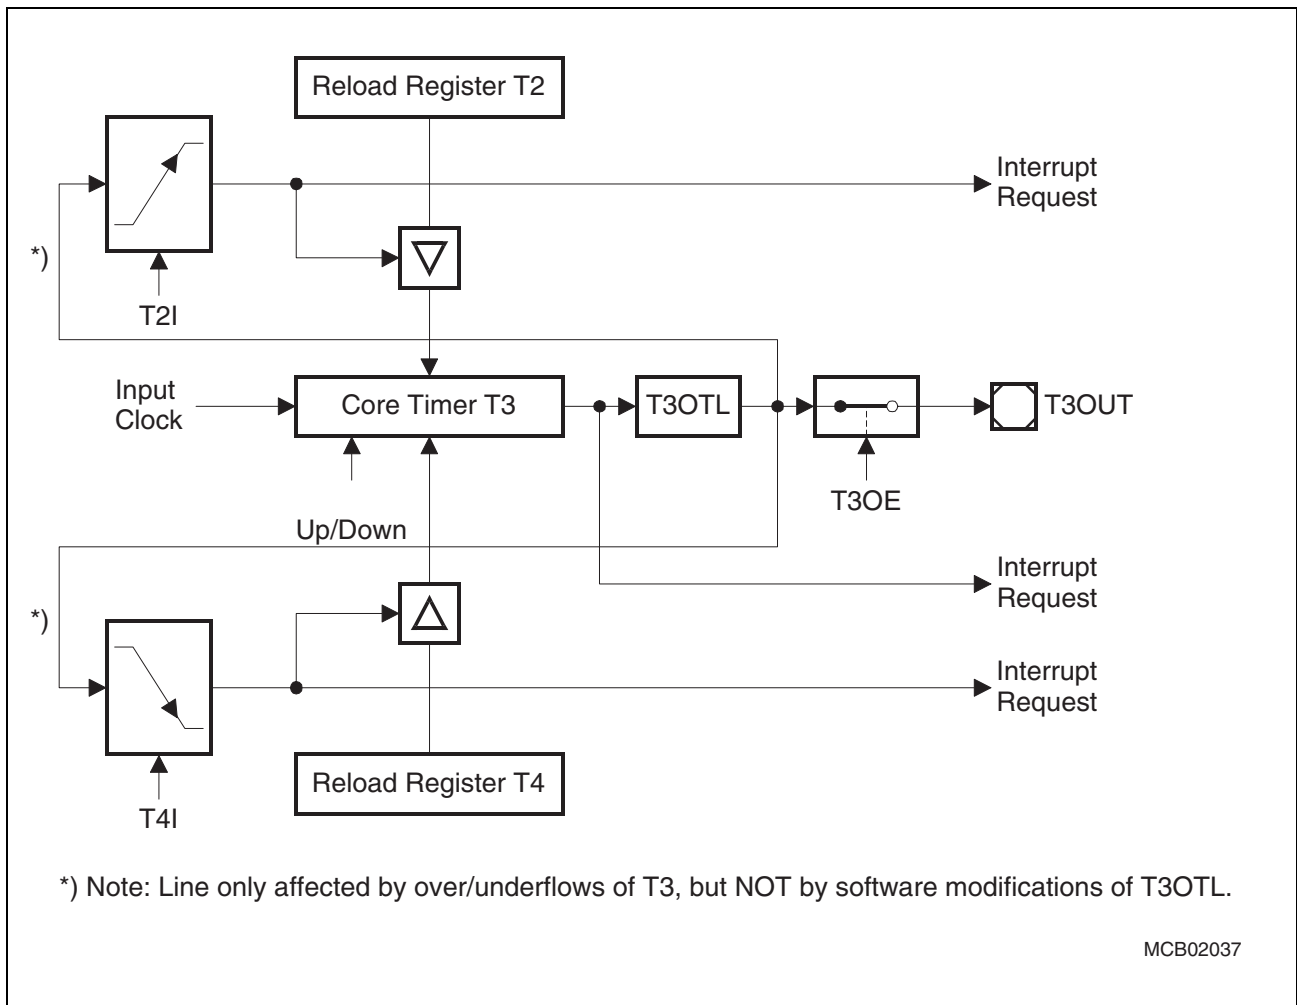 Reload Register T2
Interrupt
Request
*)
T2I
Input
Clock
Core Timer T3
T3OTL
T3OUT
T3OE
Up/Down
Interrupt
Request
*)
Interrupt
Request
Reload Register T4
T4I
*) Note: Line only affected by over/underflows of T3, but NOT by software modifications of T3OTL.
MCB02037